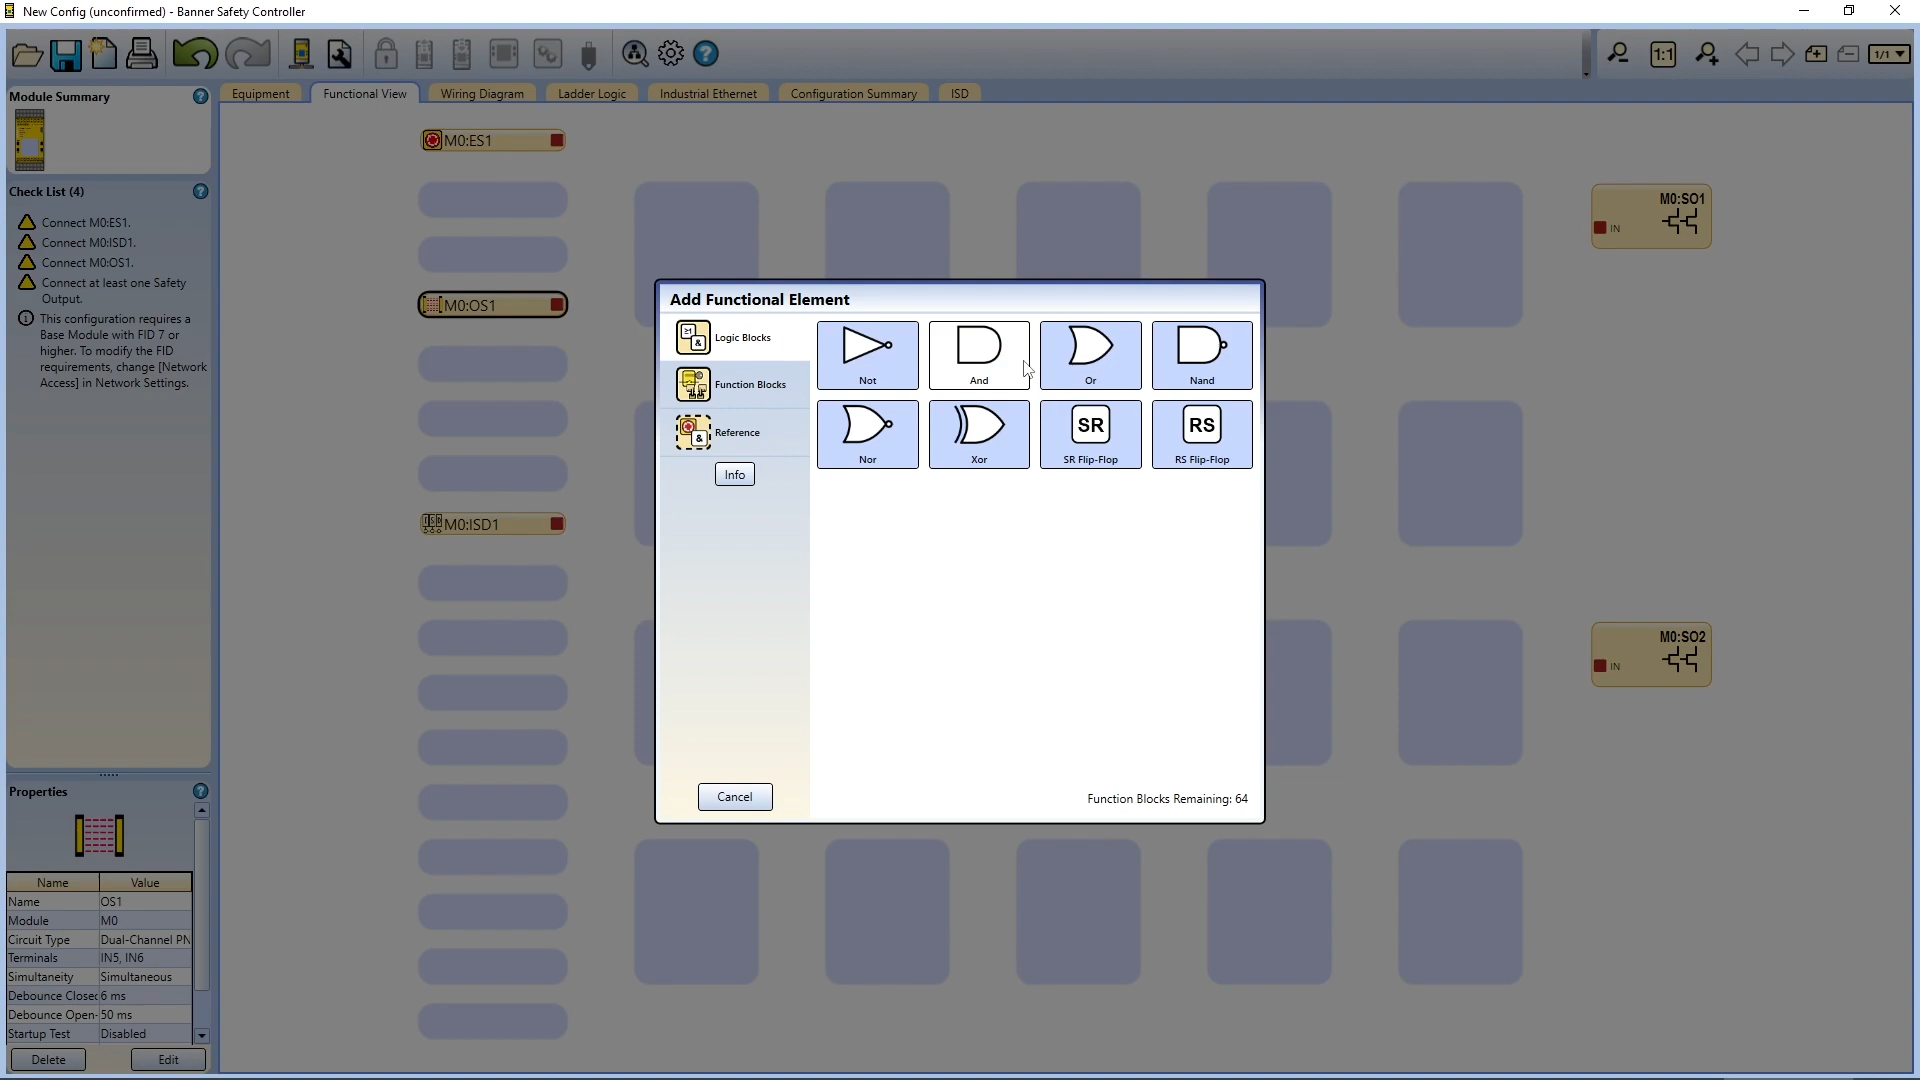 New Config (unconfirmed) - Banner Safety Controller
1:1
1/1
Module Summary
Equipment
Functional View
Wiring Diagram
Ladder Logic
Industrial Ethernet
Configuration Summary
ISD
Check List (4)
Connect M0:ES1.
Connect M0:ISD1.
Connect M0:OS1.
Connect at least one Safety
Output.
This configuration requires a
Base Module with FID 7 or
higher. To modify the FID
requirements, change [Network
Access] in Network Settings.
Properties
Name Value
Name OS1
Module M0
Circuit Type Dual-Channel PN
Terminals IN5, IN6
Simultaneity Simultaneous
Debounce Closed 6 ms
Debounce Open- 50 ms
Startup Test Disabled
Delete
Edit
M0:ES1
M0:OS1
M0:ISD1
M0:SO1
IN
M0:SO2
IN
Add Functional Element
Logic Blocks
Function Blocks
Reference
Info
Cancel
Not
And
Or
Nand
Nor
Xor
SR
SR Flip-Flop
RS
RS Flip-Flop
Function Blocks Remaining: 64